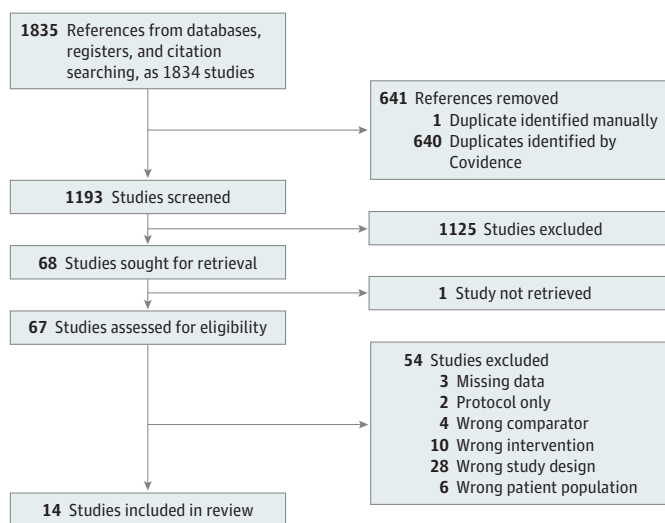 1835 References from databases,
registers, and citation
searching, as 1834 studies
641 References removed
1 Duplicate identified manually
640 Duplicates identified by
Covidence
1193 Studies screened
1125 Studies excluded
68 Studies sought for retrieval
1 Study not retrieved
67 Studies assessed for eligibility
54 Studies excluded
3 Missing data
2 Protocol only
4 Wrong comparator
10 Wrong intervention
28 Wrong study design
6 Wrong patient population
14 Studies included in review